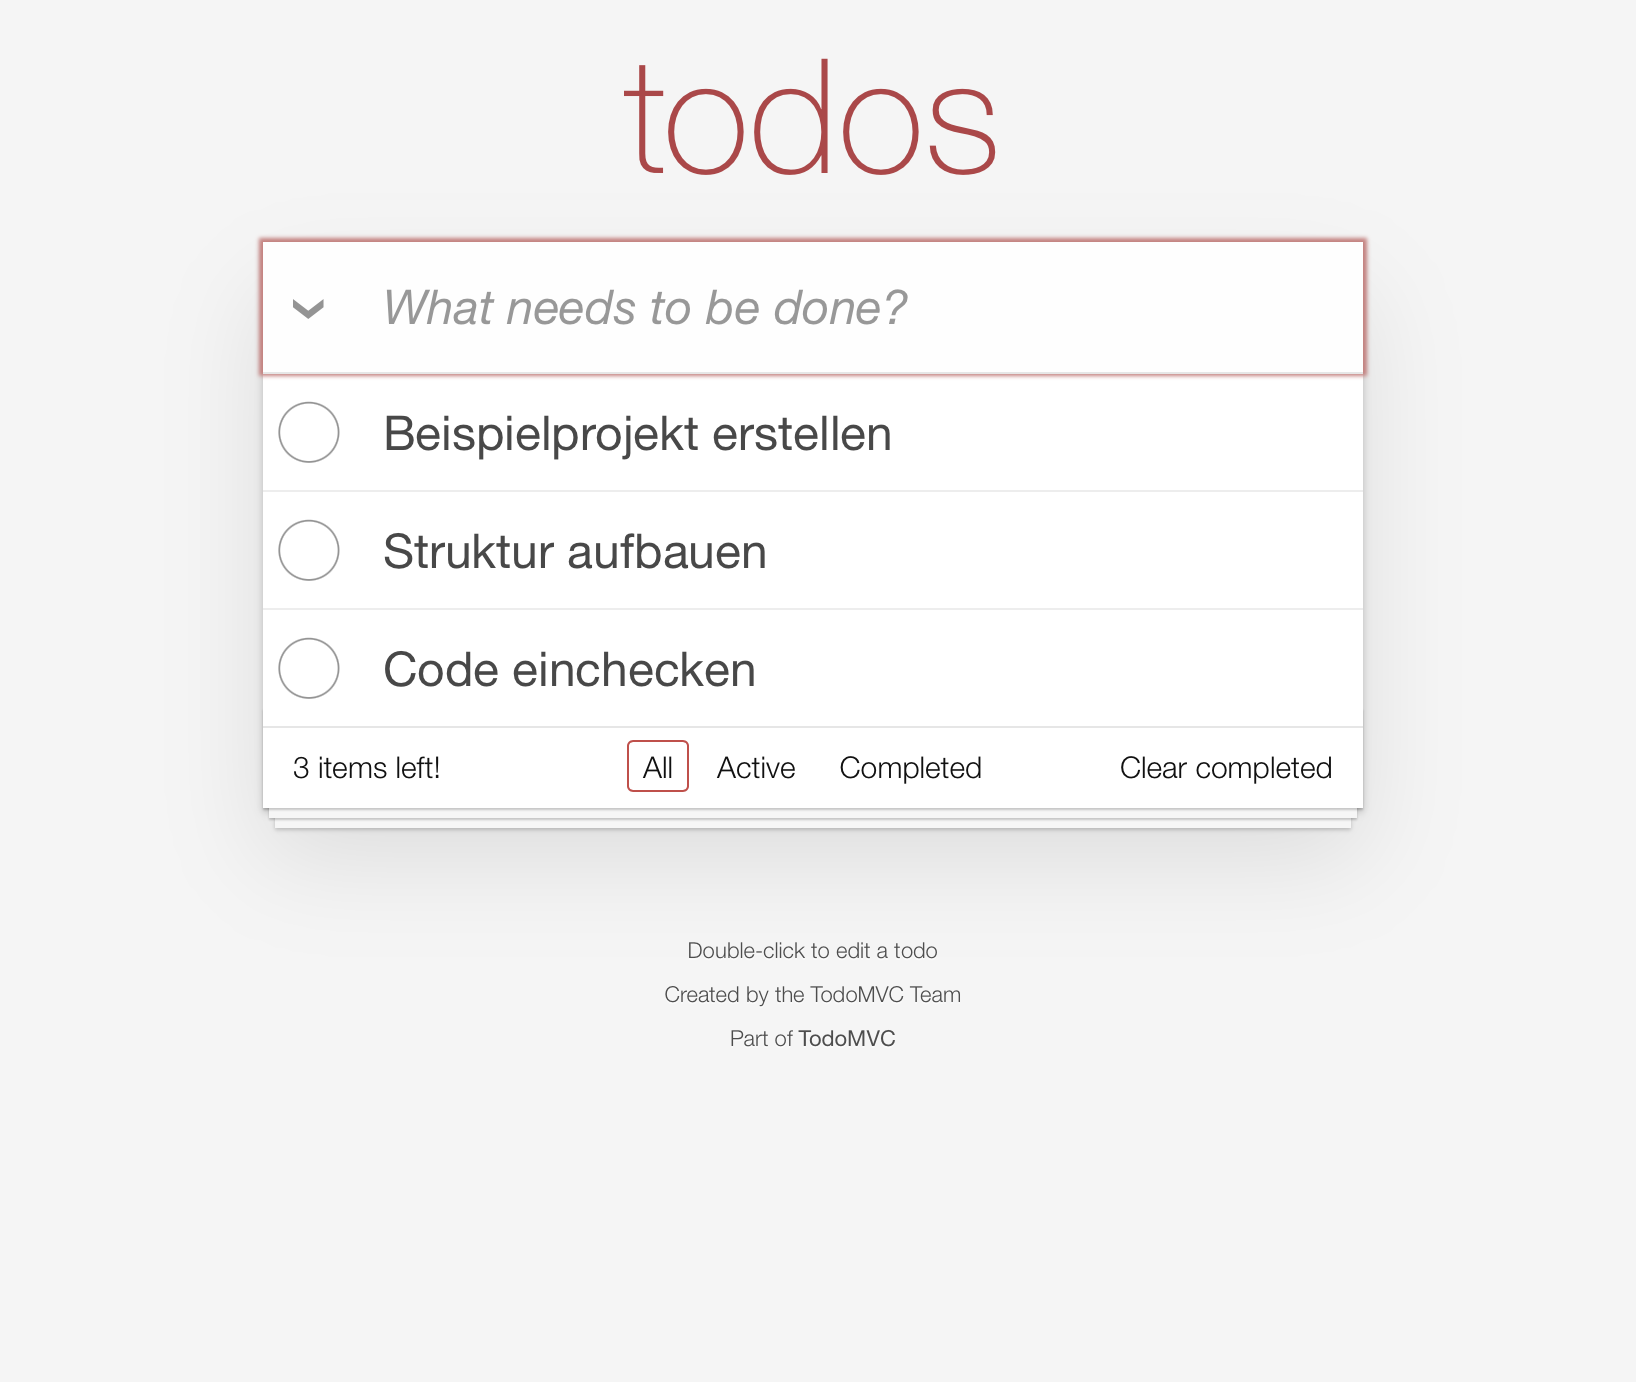 todos
What needs to be done?
Beispielprojekt erstellen
Struktur aufbauen
Code einchecken
3 items left! All Active Completed Clear completed
Double-click to edit a todo
Created by the TodoMVC Team
Part of TodoMVC